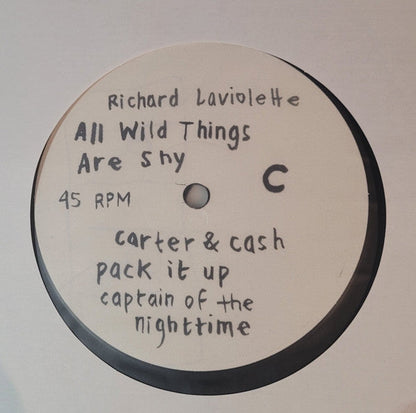 Richard Laviolette
All Wild Things
Are Shy
C
45 RPM
carter & cash
pack it up
captain of the
nighttime